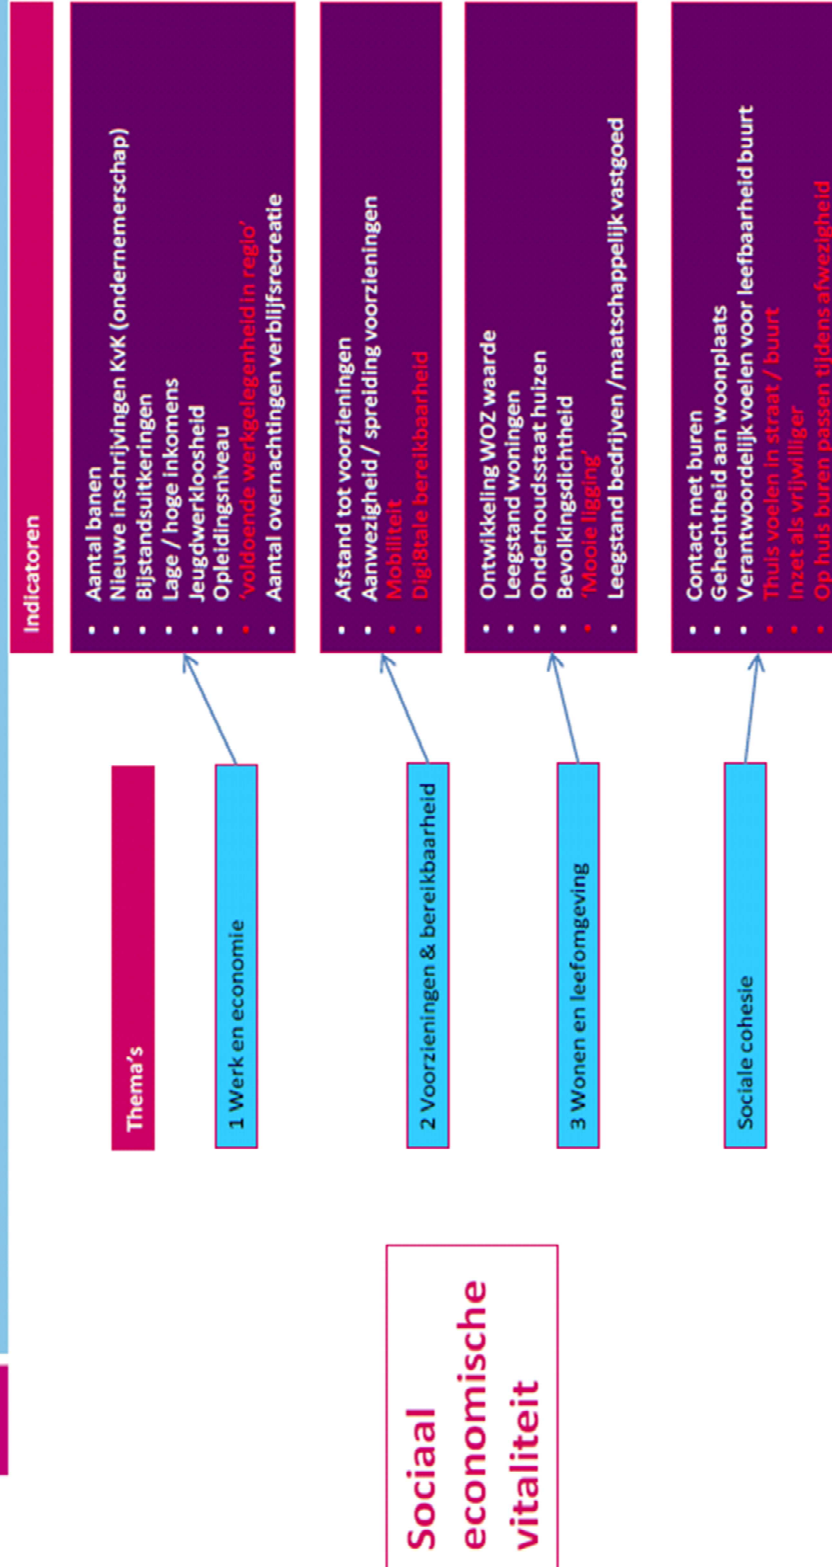 Indicatoren
Thema's
Sociaal
economische
vitaliteit
1 Werk en economie
• Aantal banen
• Nieuwe inschrijvingen KvK (ondernemerschap)
• Bijstandsuitkeringen
• Lage / hoge inkomens
• Jeugdwerkloosheid
• Opleidingsniveau
• 'voldoende werkgelegenheid in regio'
• Aantal overnachtingen verblijfsrecreatie
2 Voorzieningen & bereikbaarheid
• Afstand tot voorzieningen
• Aanwezigheid / spreiding voorzieningen
• Mobiliteit
• Digi8tale bereikbaarheid
3 Wonen en leefomgeving
• Ontwikkeling WOZ waarde
• Leegstand woningen
• Onderhoudsstaat huizen
• Bevolkingsdichtheid
• 'Mooie ligging'
• Leegstand bedrijven /maatschappelijk vastgoed
Sociale cohesie
• Contact met buren
• Gehechtheid aan woonplaats
• Verantwoordelijk voelen voor leefbaarheid buurt
• Thuis voelen in straat / buurt
• Inzet als vrijwilliger
• Op huis buren passen tijdens afwezigheid